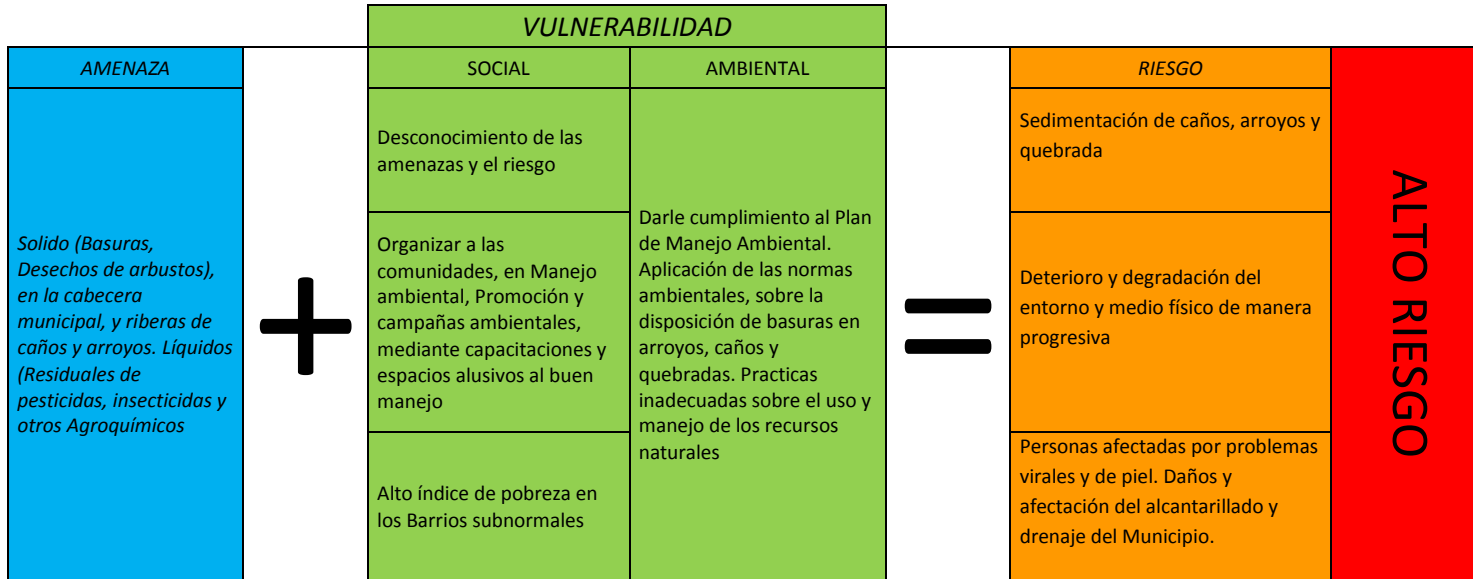 VULNERABILIDAD
AMENAZA
SOCIAL
AMBIENTAL
RIESGO
Solido (Basuras,
Desechos de arbustos),
en la cabecera
municipal, y riberas de
caños y arroyos. Líquidos
(Residuales de
pesticidas, insecticidas y
otros Agroquímicos
+
Desconocimiento de las
amenazas y el riesgo
Organizar a las
comunidades, en Manejo
ambiental, Promoción y
campañas ambientales,
mediante capacitaciones y
espacios alusivos al buen
manejo
Alto índice de pobreza en
los Barrios subnormales
Darle cumplimiento al Plan
de Manejo Ambiental.
Aplicación de las normas
ambientales, sobre la
disposición de basuras en
arroyos, caños y
quebradas. Practicas
inadecuadas sobre el uso y
manejo de los recursos
naturales
=
Sedimentación de caños, arroyos y
quebrada
Deterioro y degradación del
entorno y medio físico de manera
progresiva
Personas afectadas por problemas
virales y de piel. Daños y
afectación del alcantarillado y
drenaje del Municipio.
ALTO RIESGO